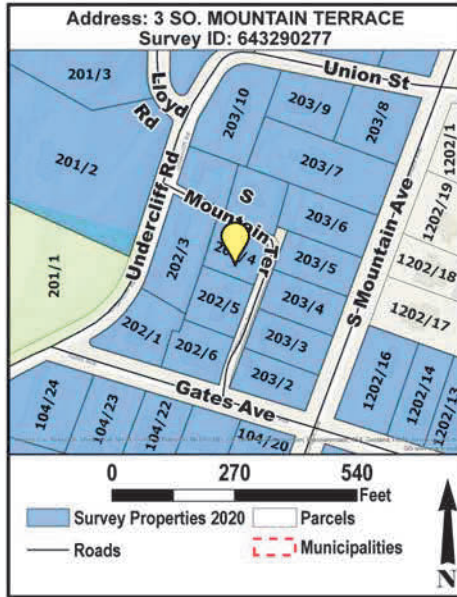 Address: 3 SO. MOUNTAIN TERRACE
Survey ID: 643290277
201/3
Lloyd Rd
Union St
203/9
203/8
203/10
201/2
203/7
1202/1
1202/19
S Mountain Ter
203/6
Undercliff Rd
S Mountain Ave
202/3
203/5
1202/18
201/1
202/5
203/4
1202/17
202/1
202/6
203/3
203/2
1202/16
1202/14
1202/13
Gates Ave
104/24
104/23
104/22
104/20
0 270 540
Feet
Survey Properties 2020
Parcels
Roads
Municipalities
N